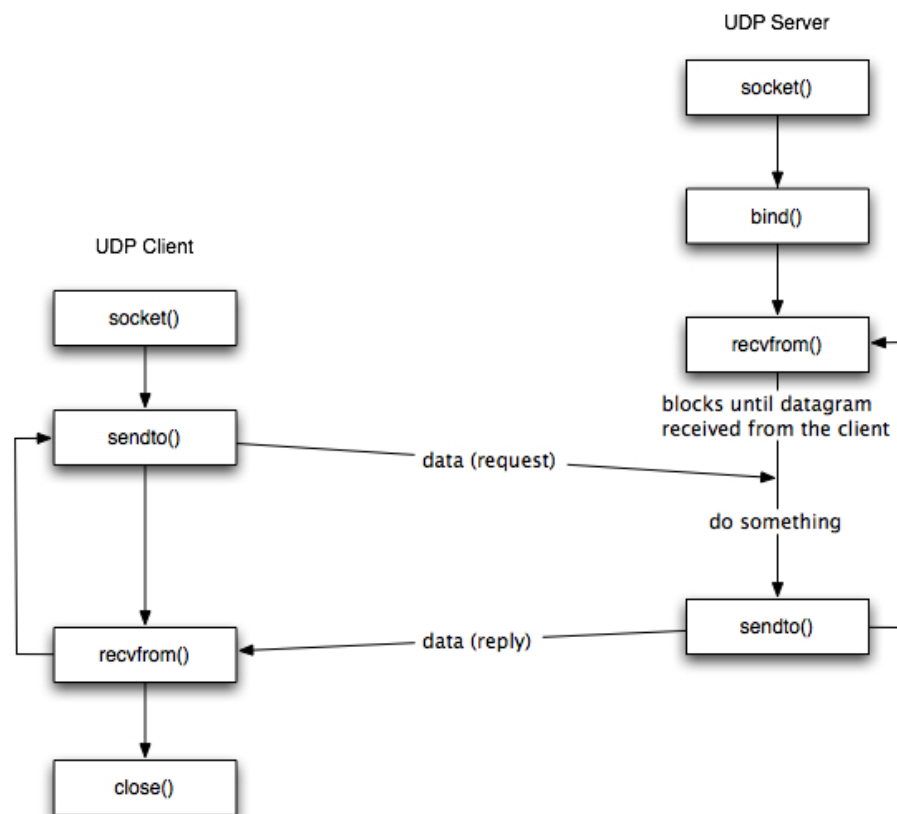 UDP Server
socket()
bind()
UDP Client
socket()
recvfrom()
blocks until datagram
received from the client
sendto()
data (request)
do something
sendto()
data (reply)
recvfrom()
close()